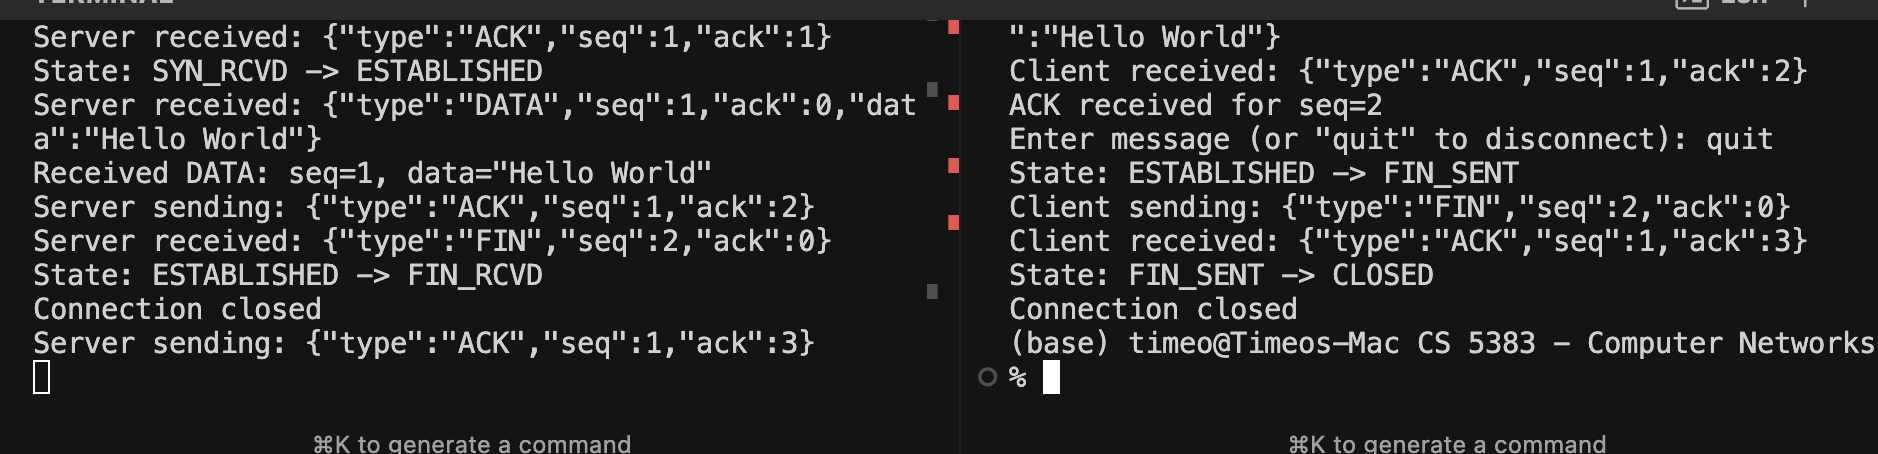 TERMINAL
Server received: {"type":"ACK","seq":1,"ack":1}
State: SYN_RCVD -> ESTABLISHED
Server received: {"type":"DATA","seq":1,"ack":0,"dat
a":"Hello World"}
Received DATA: seq=1, data="Hello World"
Server sending: {"type":"ACK","seq":1,"ack":2}
Server received: {"type":"FIN","seq":2,"ack":0}
State: ESTABLISHED -> FIN_RCVD
Connection closed
Server sending: {"type":"ACK","seq":1,"ack":3}
⌘K to generate a command
":"Hello World"}
Client received: {"type":"ACK","seq":1,"ack":2}
ACK received for seq=2
Enter message (or "quit" to disconnect): quit
State: ESTABLISHED -> FIN_SENT
Client sending: {"type":"FIN","seq":2,"ack":0}
Client received: {"type":"ACK","seq":1,"ack":3}
State: FIN_SENT -> CLOSED
Connection closed
(base) timeo@Timeos-Mac CS 5383 - Computer Networks
%
⌘K to generate a command